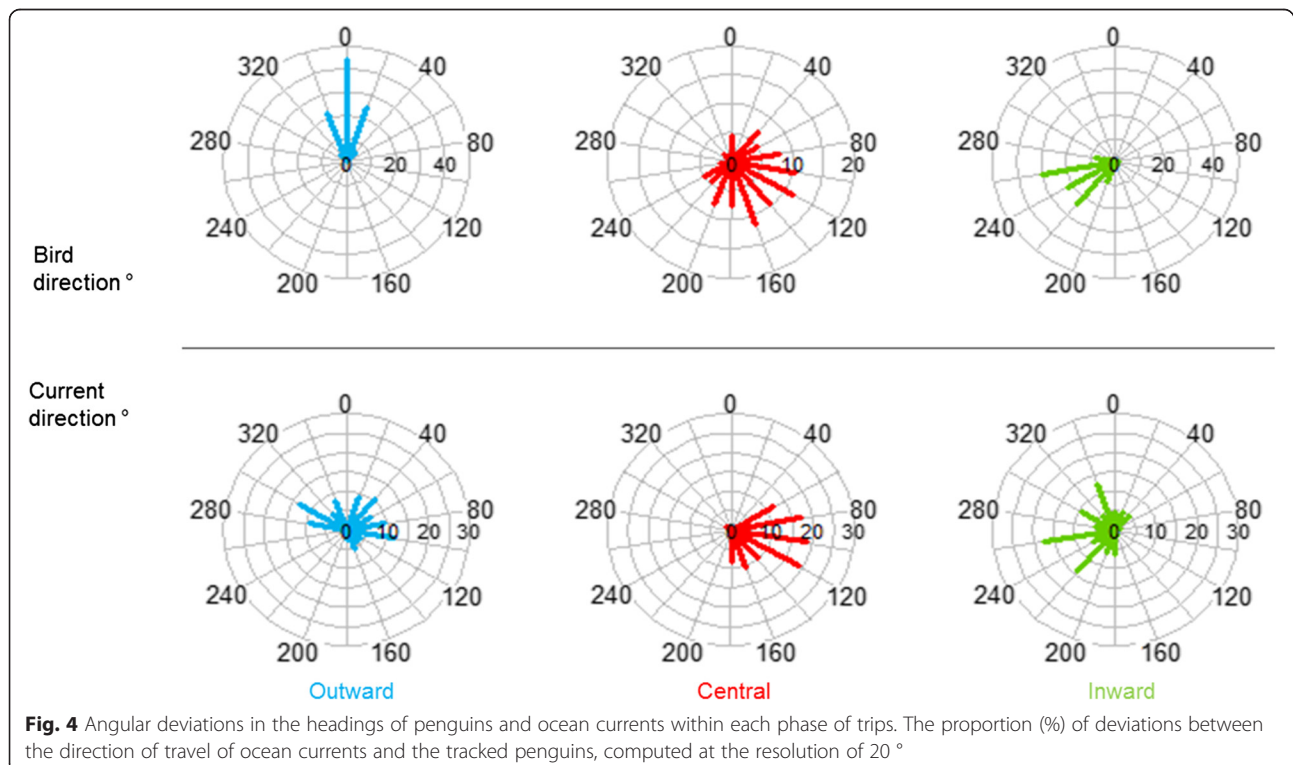 0 0 0
320 40 320 40 320 40
280 80 280 80 280 80
0 20 40 0 10 20 0 20 40
240 120 240 120 240 120
Bird
direction °
200 160 200 160 200 160
Current
direction °
0 0 0
320 40 320 40 320 40
280 80 280 80 280 80
0 10 20 30 0 10 20 30 0 10 20 30
240 120 240 120 240 120
200 160 200 160 200 160
Outward Central Inward
Fig. 4 Angular deviations in the headings of penguins and ocean currents within each phase of trips. The proportion (%) of deviations between
the direction of travel of ocean currents and the tracked penguins, computed at the resolution of 20 °